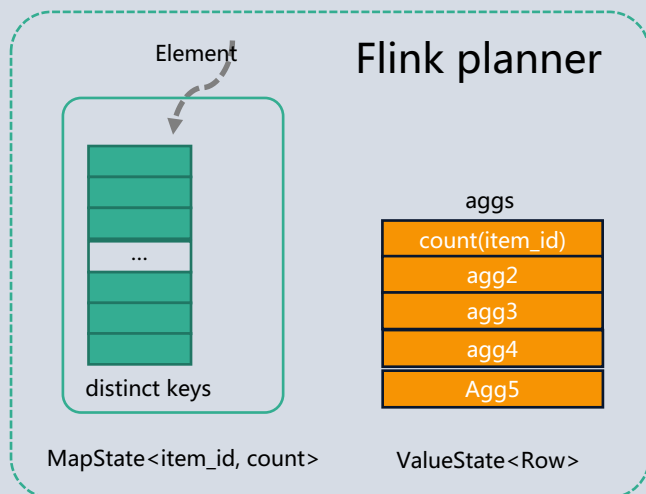 Element
Flink planner
...
distinct keys
MapState<item_id, count>
aggs
count(item_id)
agg2
agg3
agg4
Agg5
ValueState<Row>